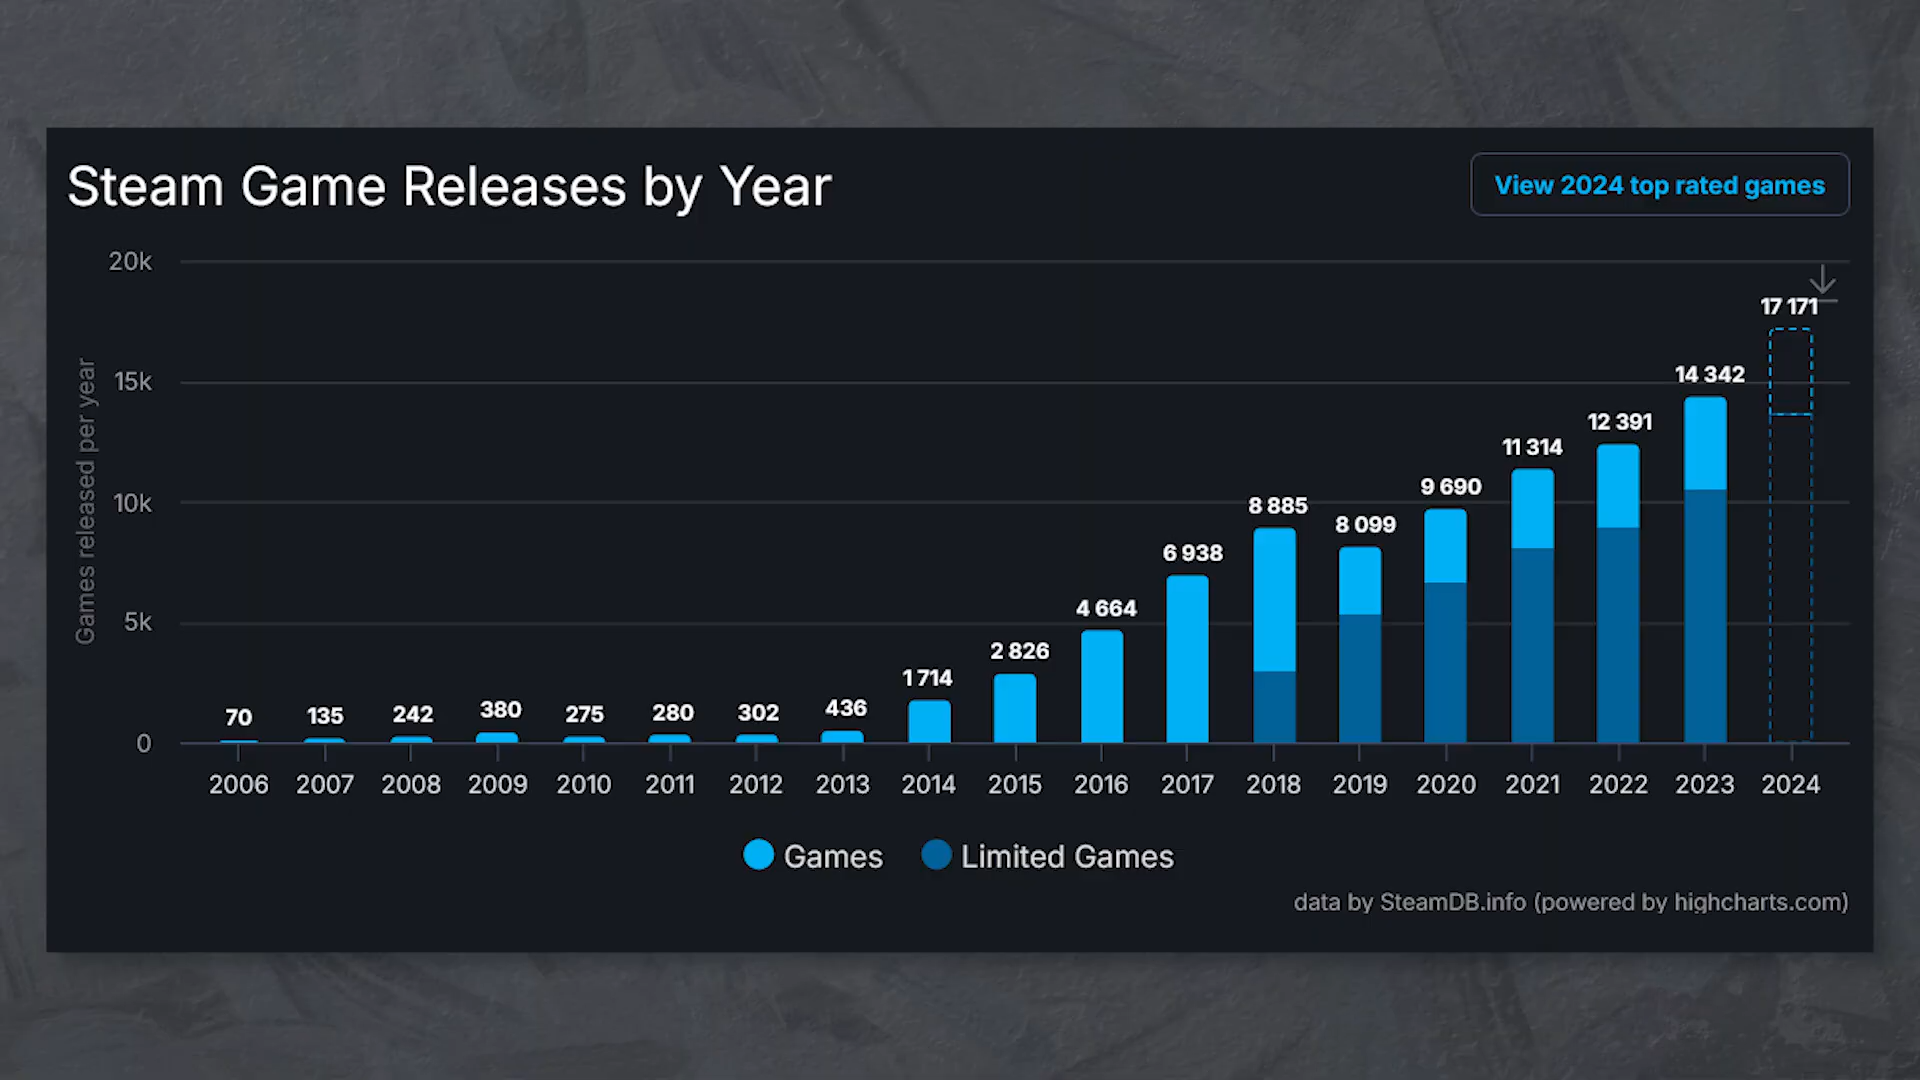 Steam Game Releases by Year
View 2024 top rated games
20k
15k
10k
5k
0
Games released per year
70
135
242
380
275
280
302
436
1 714
2 826
4 664
6 938
8 885
8 099
9 690
11 314
12 391
14 342
17 171
2006 2007 2008 2009 2010 2011 2012 2013 2014 2015 2016 2017 2018 2019 2020 2021 2022 2023 2024
Games Limited Games
data by SteamDB.info (powered by highcharts.com)